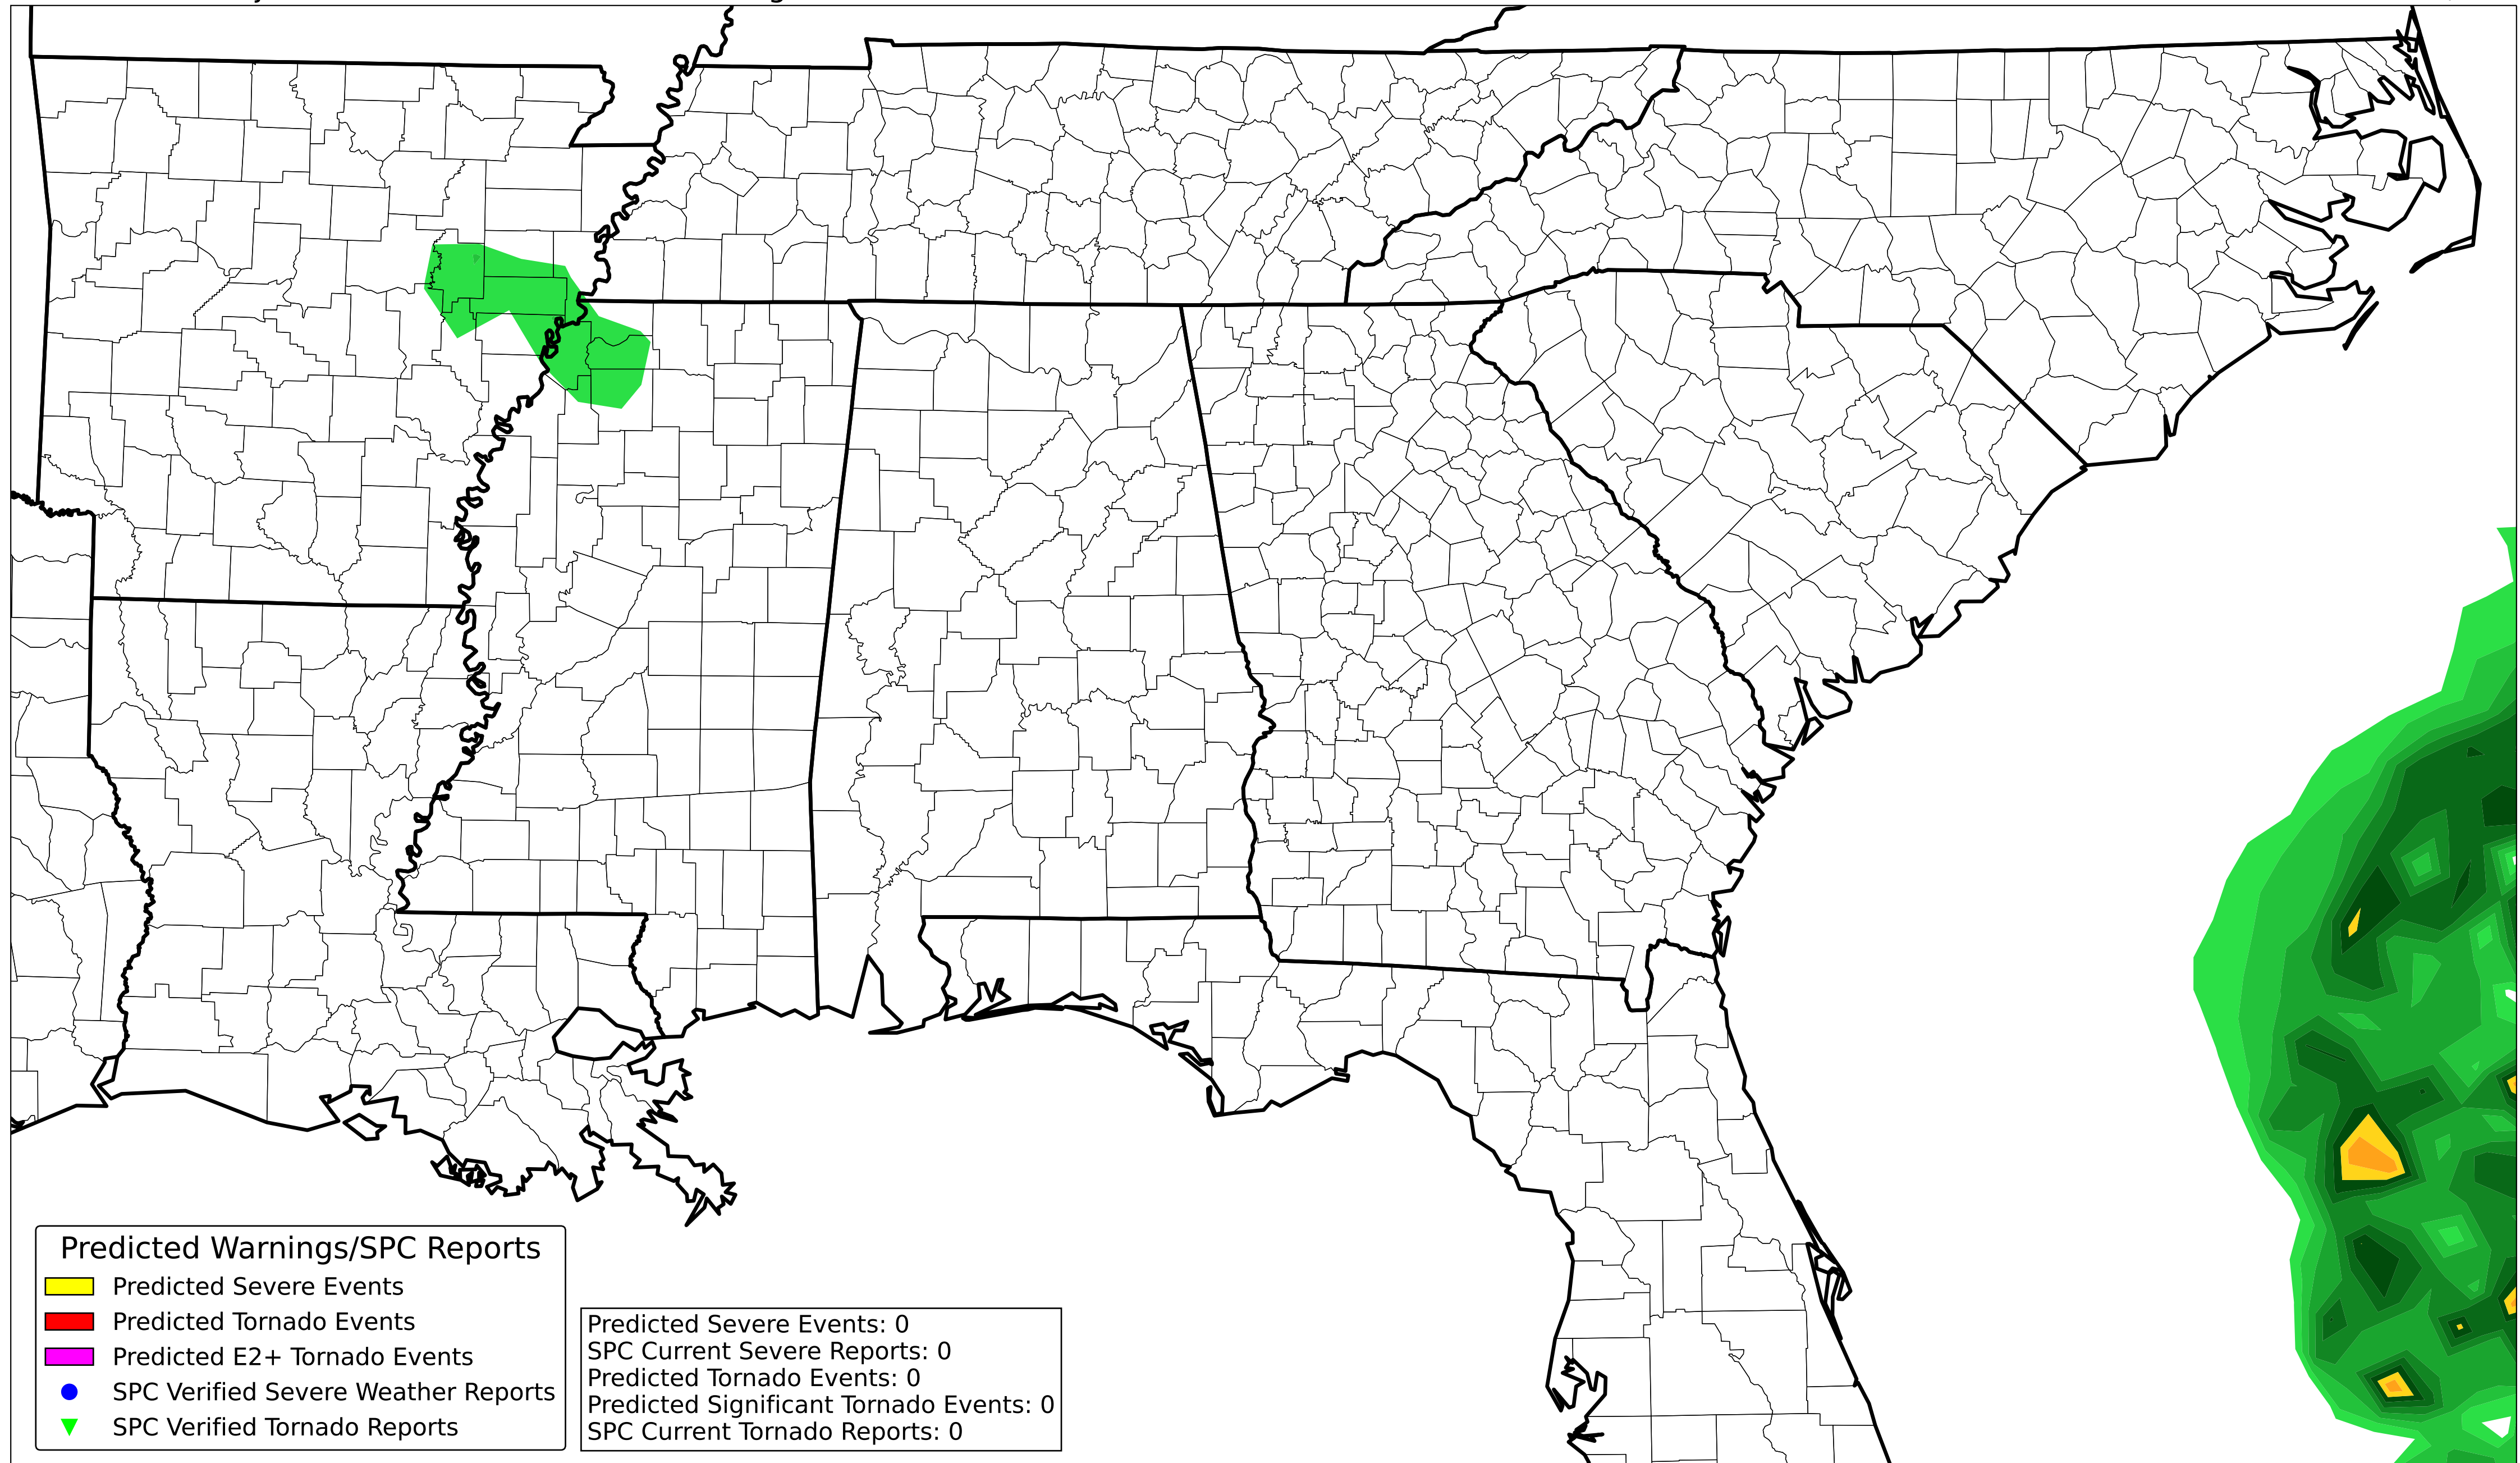 Predicted Warnings/SPC Reports
Predicted Severe Events
Predicted Tornado Events
Predicted E2+ Tornado Events
SPC Verified Severe Weather Reports
SPC Verified Tornado Reports
Predicted Severe Events: 0
SPC Current Severe Reports: 0
Predicted Tornado Events: 0
Predicted Significant Tornado Events: 0
SPC Current Tornado Reports: 0